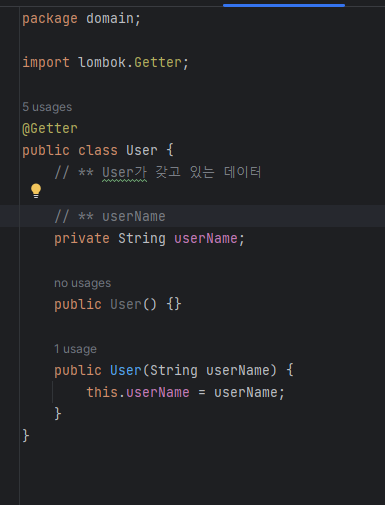 package domain;
import lombok.Getter;
5 usages
@Getter
public class User {
// ** User가 갖고 있는 데이터
// ** userName
private String userName;
no usages
public User() {}
1 usage
public User(String userName) {
this.userName = userName;
}
}